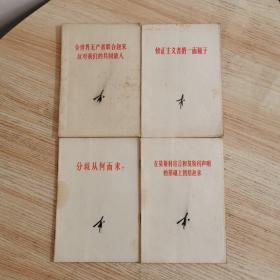 全世界无产者联合起来
反对我们的共同敌人
修正主义者的一面镜子
分歧从何而来?
在莫斯科宣言和莫斯科声明
的基础上团结起来